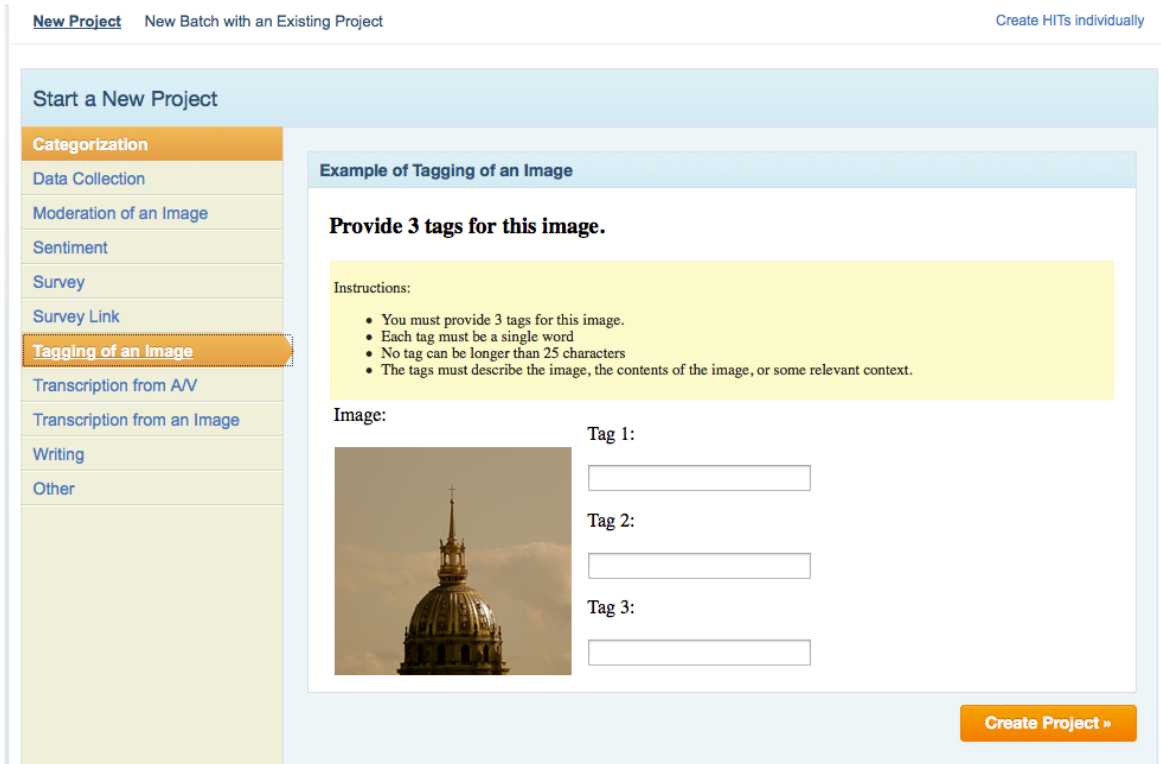 New Project New Batch with an Existing Project Create HITs individually
Start a New Project
Categorization
Data Collection
Moderation of an Image
Sentiment
Survey
Survey Link
Tagging of an Image
Transcription from A/V
Transcription from an Image
Writing
Other
Example of Tagging of an Image
Provide 3 tags for this image.
Instructions:
• You must provide 3 tags for this image.
• Each tag must be a single word
• No tag can be longer than 25 characters
• The tags must describe the image, the contents of the image, or some relevant context.
Image:
Tag 1:
Tag 2:
Tag 3:
Create Project »